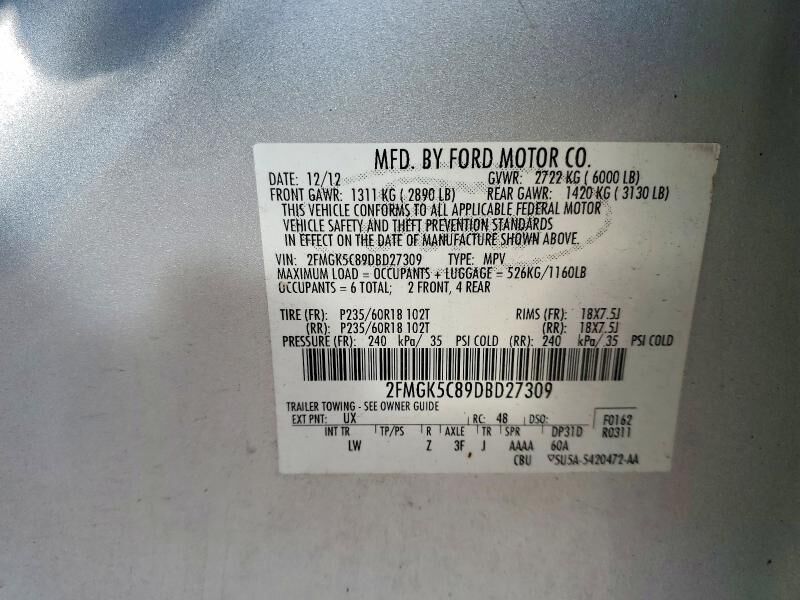 MFD. BY FORD MOTOR CO.
DATE: 12/12 GVWR: 2722 KG ( 6000 LB)
FRONT GAWR: 1311 KG ( 2890 LB) REAR GAWR: 1420 KG ( 3130 LB)
THIS VEHICLE CONFORMS TO ALL APPLICABLE FEDERAL MOTOR
VEHICLE SAFETY AND THEFT PREVENTION STANDARDS
IN EFFECT ON THE DATE OF MANUFACTURE SHOWN ABOVE.
VIN: 2FMGK5C89DBD27309 TYPE: MPV
MAXIMUM LOAD = OCCUPANTS + LUGGAGE = 526KG/1160LB
OCCUPANTS = 6 TOTAL; 2 FRONT, 4 REAR
TIRE (FR): P235/60R18 102T RIMS (FR): 18X7.5J
(RR): P235/60R18 102T (RR): 18X7.5J
PRESSURE (FR): 240 kPa/ 35 PSI COLD (RR): 240 kPa/ 35 PSI COLD
2FMGK5C89DBD27309
TRAILER TOWING - SEE OWNER GUIDE
EXT PNT: UX RC: 48 DSO: F0162
INT TR TP/PS R AXLE TR SPR DP31D R0311
LW Z 3F J AAAA 60A
CBU ▽SU5A-5420472-AA